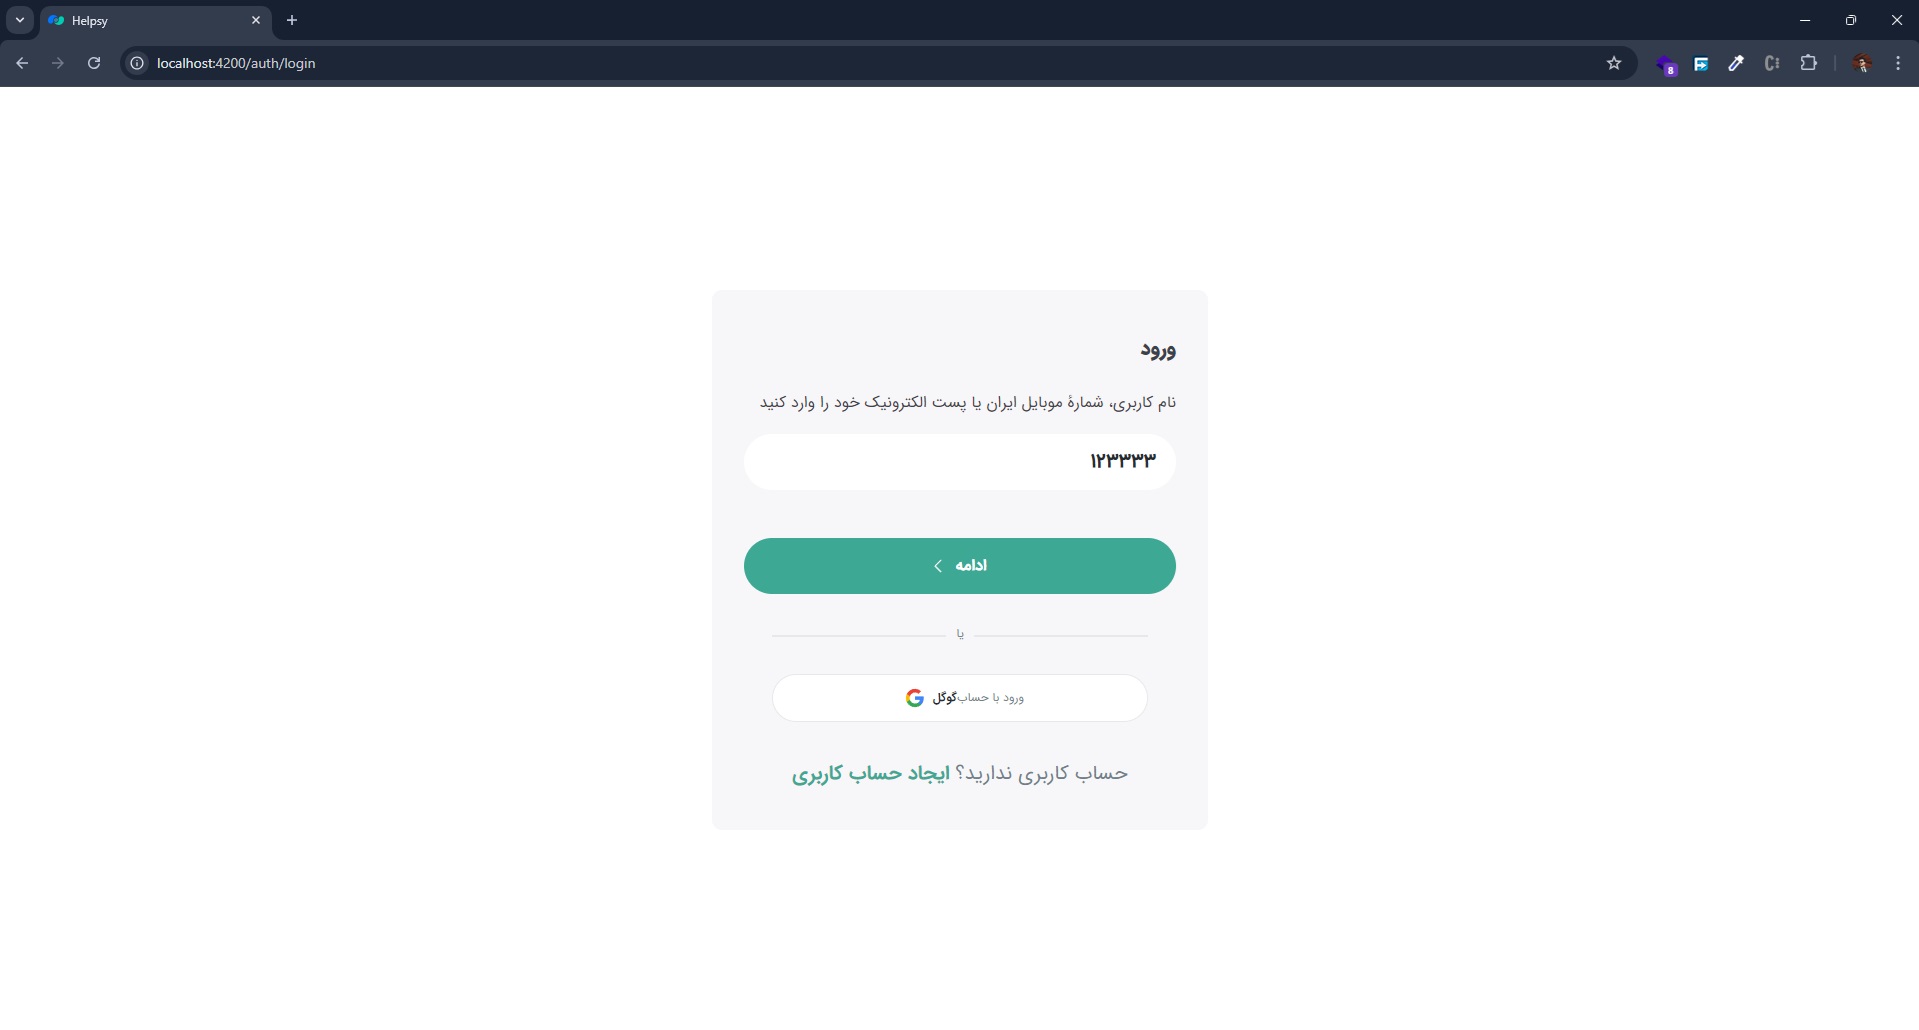 Helpsy
localhost:4200/auth/login
8
ورود
نام کاربری، شمارهٔ موبایل ایران یا پست الکترونیک خود را وارد کنید
۱۲۳۳۳۳
ادامه
یا
ورود با حساب گوگل
حساب کاربری ندارید؟ ایجاد حساب کاربری